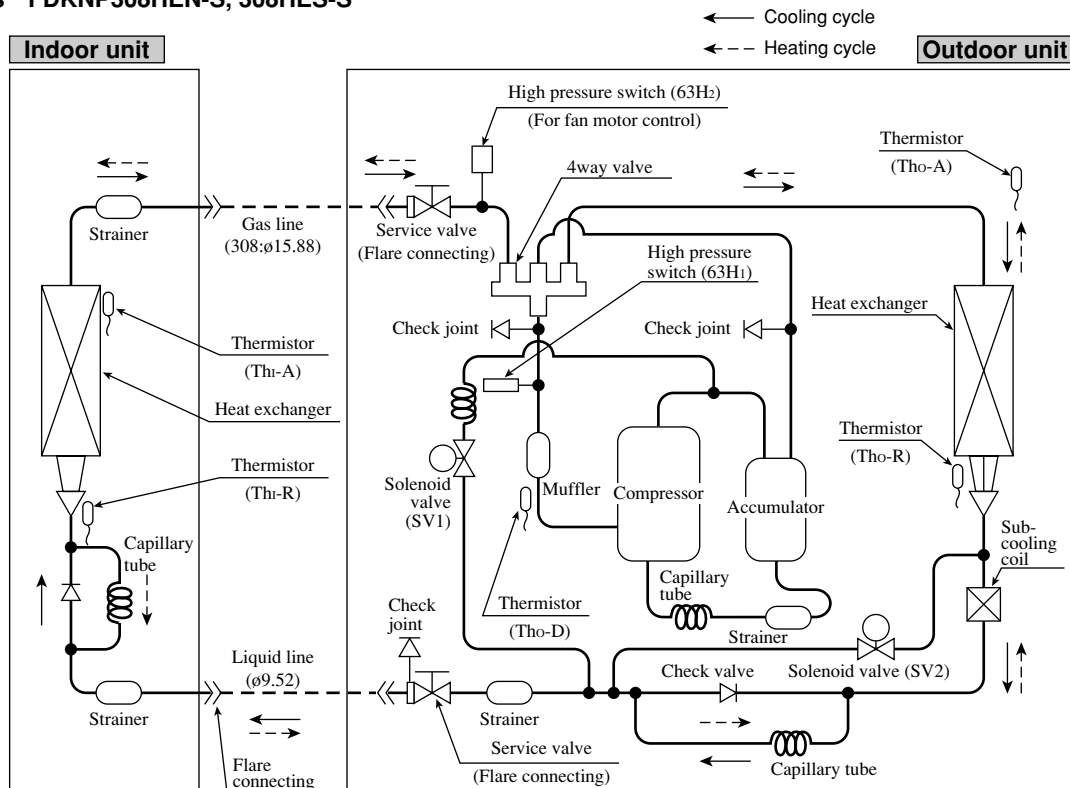 FDKNP308HEN-S, 308HES-S
Cooling cycle
Heating cycle
Indoor unit
Outdoor unit
High pressure switch (63H2)
(For fan motor control)
Thermistor
(Tho-A)
4way valve
Strainer
Gas line
(308:ø15.88)
Service valve
(Flare connecting)
High pressure
switch (63H1)
Check joint
Check joint
Heat exchanger
Thermistor
(ThI-A)
Heat exchanger
Thermistor
(Tho-R)
Thermistor
(ThI-R)
Solenoid
valve
(SV1)
Muffler
Compressor
Accumulator
Sub-
cooling
coil
Capillary
tube
Capillary
tube
Check
joint
Thermistor
(Tho-D)
Strainer
Liquid line
(ø9.52)
Check valve
Solenoid valve (SV2)
Strainer
Strainer
Service valve
(Flare connecting)
Flare
connecting
Capillary tube